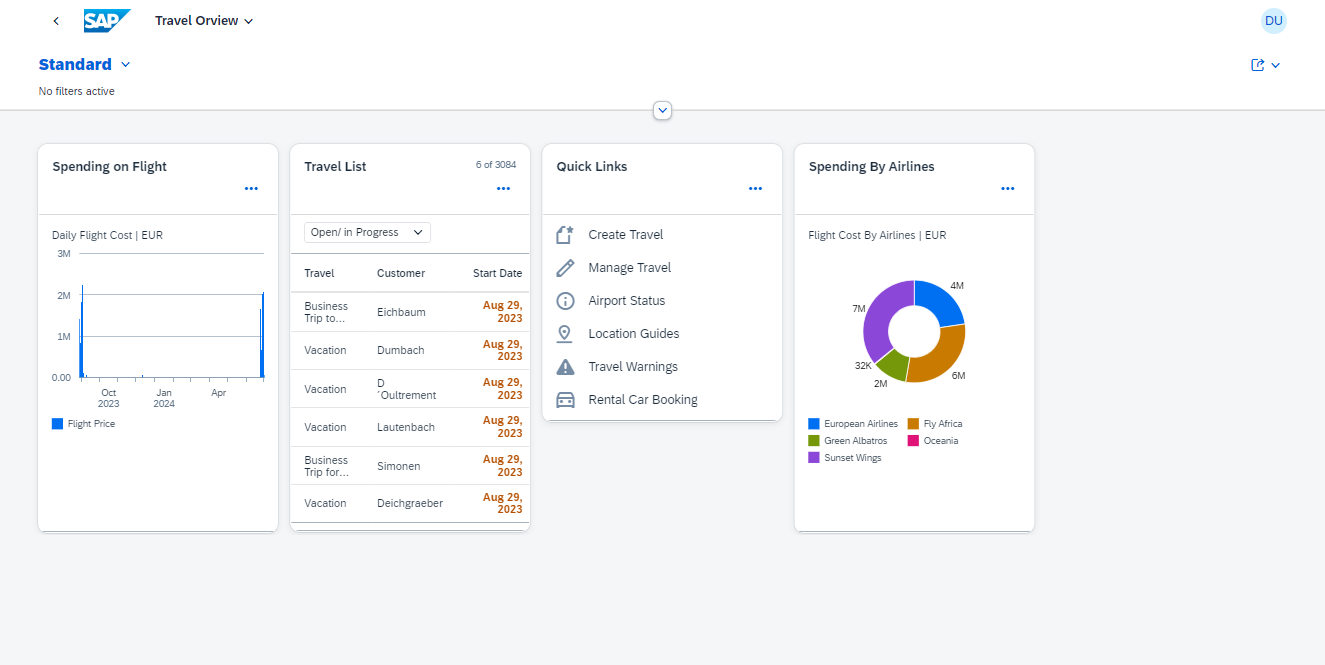 SAP Travel Orview
DU
Standard
No filters active
Spending on Flight
Daily Flight Cost | EUR
3M
2M
1M
0.00
Oct Jan Apr
2023 2024
Flight Price
Travel List 6 of 3084
Open/ in Progress
Travel Customer Start Date
Business Trip to... Eichbaum Aug 29, 2023
Vacation Dumbach Aug 29, 2023
Vacation D´Oultrement Aug 29, 2023
Vacation Lautenbach Aug 29, 2023
Business Trip for... Simonen Aug 29, 2023
Vacation Deichgraeber Aug 29, 2023
Quick Links
Create Travel
Manage Travel
Airport Status
Location Guides
Travel Warnings
Rental Car Booking
Spending By Airlines
Flight Cost By Airlines | EUR
4M
7M
32K
6M
2M
European Airlines Fly Africa
Green Albatros Oceania
Sunset Wings